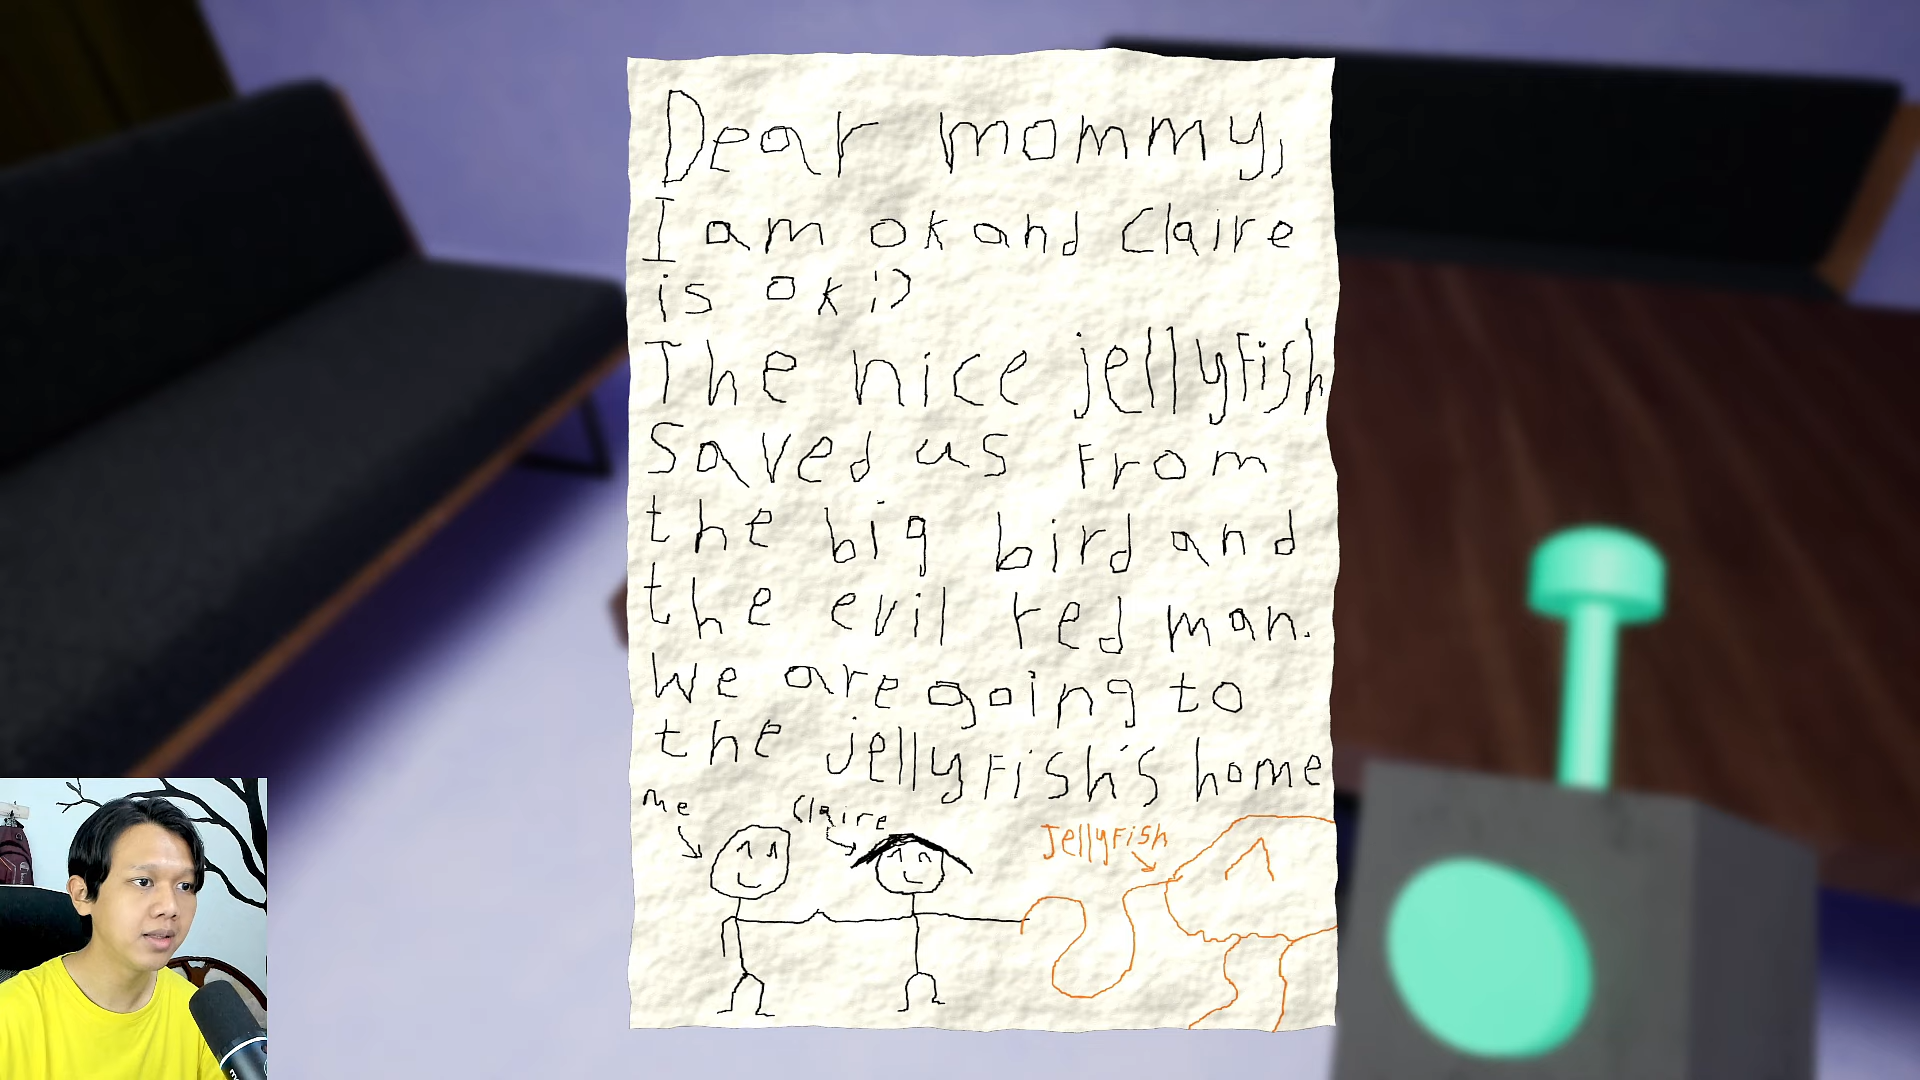 Dear mommy,
I am ok and Claire
is ok :)
The nice jellyfish
saved us from
the big bird and
the evil red man.
We are going to
the jellyfish's home
Me
Claire
Jellyfish